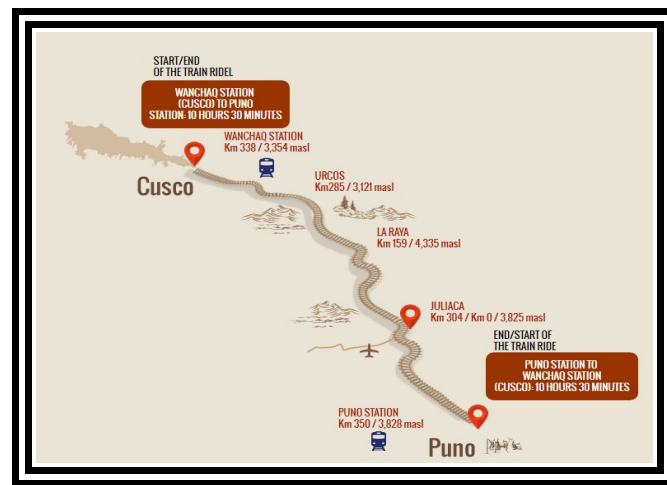 START/END
OF THE TRAIN RIDEL
WANCHAQ STATION
(CUSCO) TO PUNO
STATION: 10 HOURS 30 MINUTES
WANCHAQ STATION
Km 338 / 3,354 masl
Cusco
URCOS
Km285 / 3,121 masl
LA RAYA
Km 159 / 4,335 masl
JULIACA
Km 304 / Km 0 / 3,825 masl
END/START OF
THE TRAIN RIDE
PUNO STATION TO
WANCHAQ STATION
(CUSCO): 10 HOURS 30 MINUTES
PUNO STATION
Km 350 / 3,828 masl
Puno